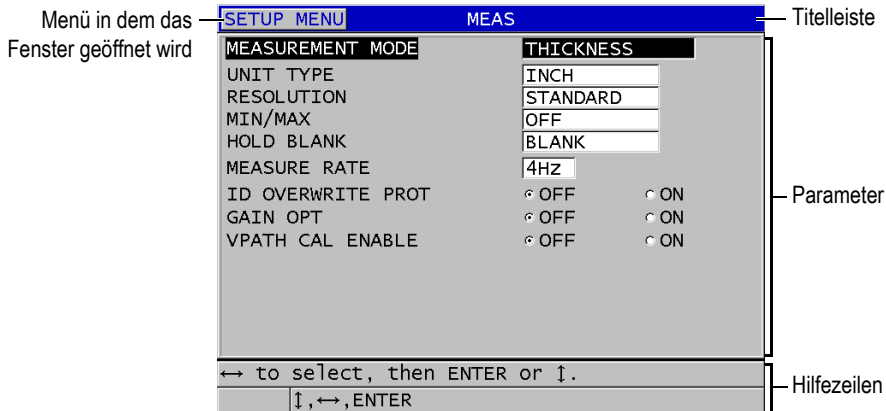 Menü in dem das
Fenster geöffnet wird
SETUP MENU MEAS
Titelleiste
MEASUREMENT MODE THICKNESS
UNIT TYPE INCH
RESOLUTION STANDARD
MIN/MAX OFF
HOLD BLANK BLANK
MEASURE RATE 4Hz
ID OVERWRITE PROT OFF ON
GAIN OPT OFF ON
VPATH CAL ENABLE OFF ON
Parameter
↔ to select, then ENTER or ↕.
↕,↔,ENTER
Hilfezeilen